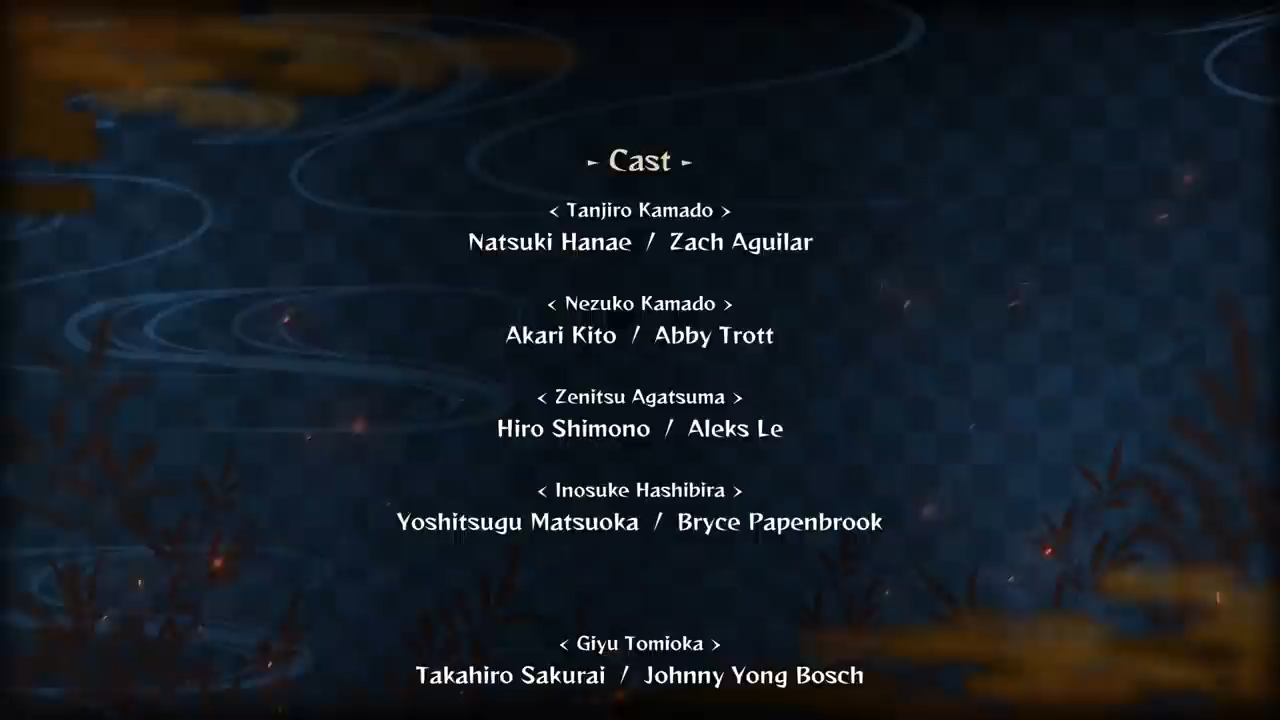 - Cast -
< Tanjiro Kamado >
Natsuki Hanae / Zach Aguilar
< Nezuko Kamado >
Akari Kito / Abby Trott
< Zenitsu Agatsuma >
Hiro Shimono / Aleks Le
< Inosuke Hashibira >
Yoshitsugu Matsuoka / Bryce Papenbrook
< Giyu Tomioka >
Takahiro Sakurai / Johnny Yong Bosch